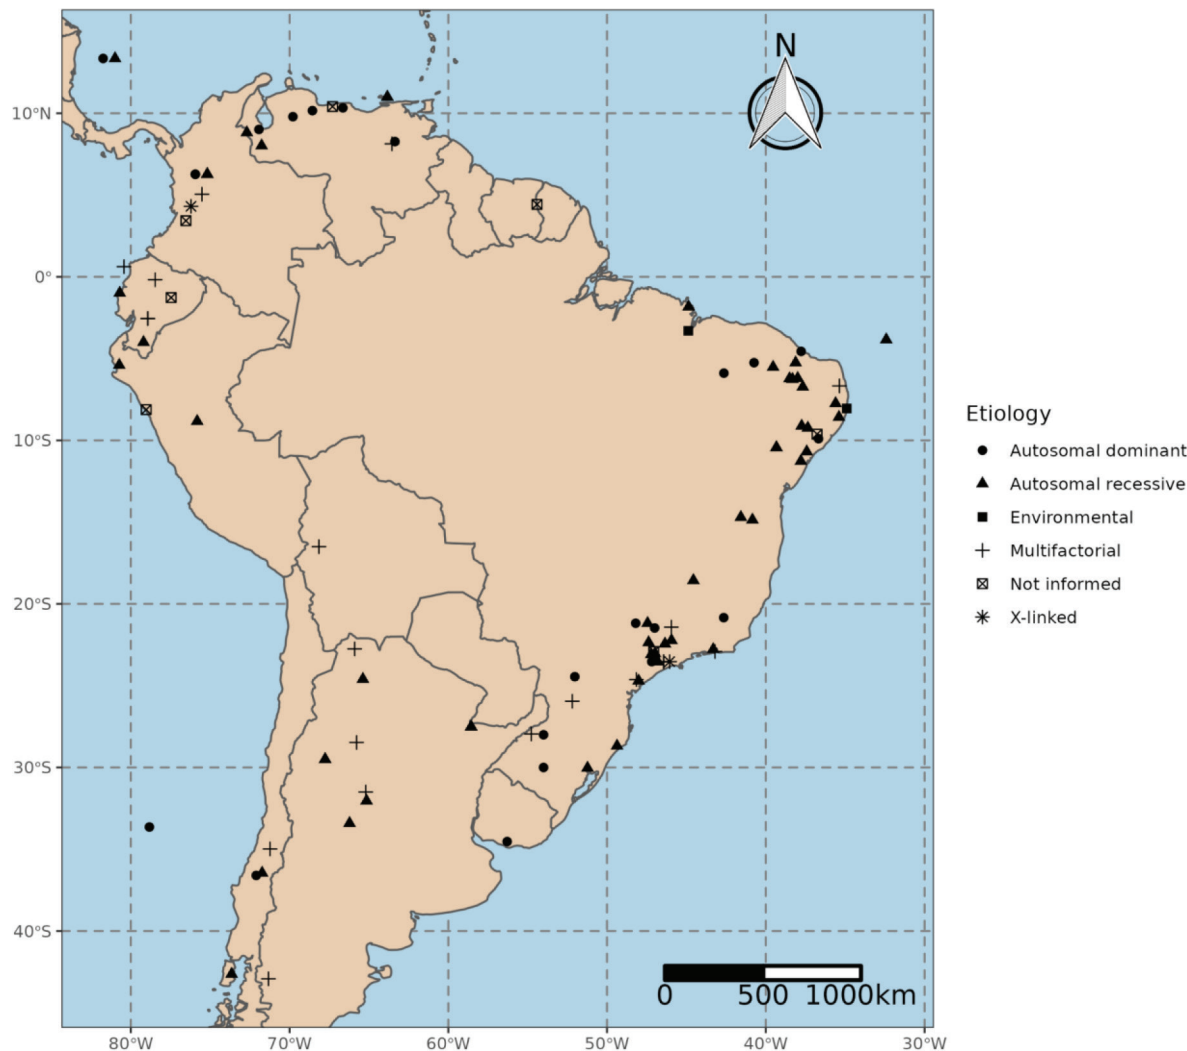 N
10°N
0°
10°S
20°S
30°S
40°S
80°W
70°W
60°W
50°W
40°W
30°W
0 500 1000km
Etiology
Autosomal dominant
Autosomal recessive
Environmental
Multifactorial
Not informed
X-linked